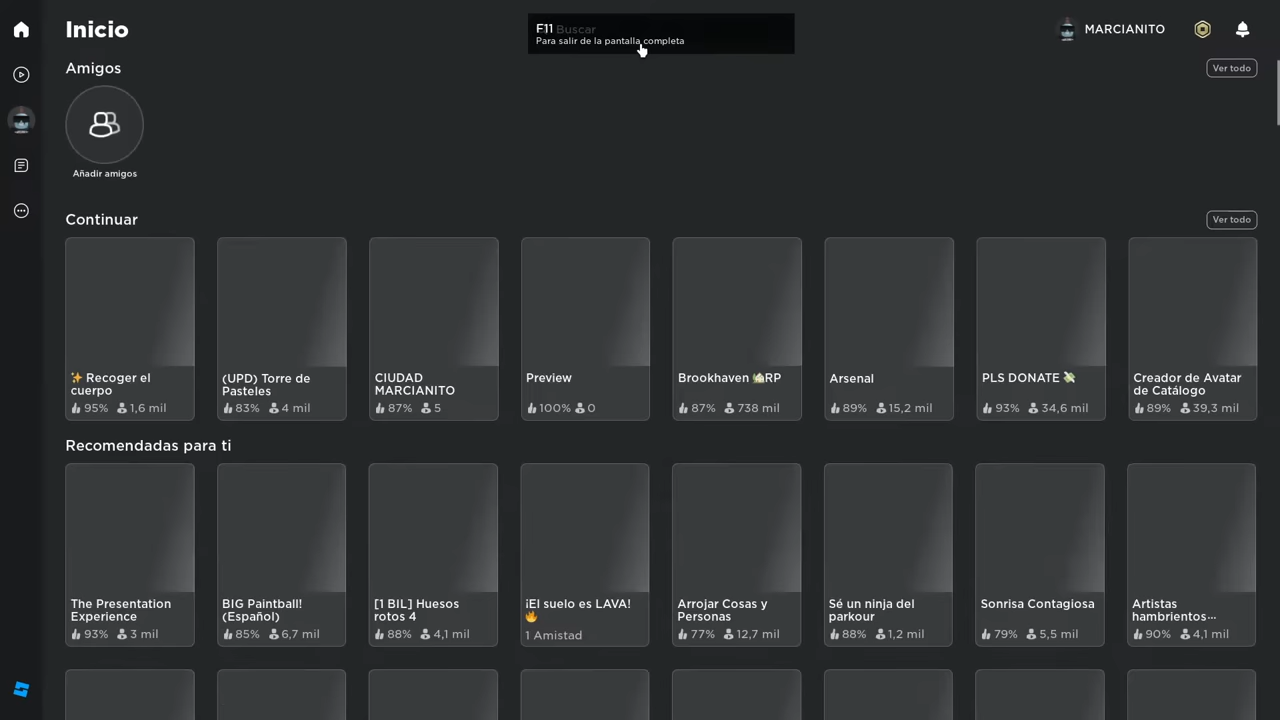 Inicio
F11 Buscar
Para salir de la pantalla completa
MARCIANITO
Amigos
Ver todo
Añadir amigos
Continuar
Ver todo
✨ Recoger el
cuerpo
95% 1,6 mil
(UPD) Torre de
Pasteles
83% 4 mil
CIUDAD
MARCIANITO
87% 5
Preview
100% 0
Brookhaven 🏡RP
87% 738 mil
Arsenal
89% 15,2 mil
PLS DONATE 💸
93% 34,6 mil
Creador de Avatar
de Catálogo
89% 39,3 mil
Recomendadas para ti
The Presentation
Experience
93% 3 mil
BIG Paintball!
(Español)
85% 6,7 mil
[1 BIL] Huesos
rotos 4
88% 4,1 mil
¡El suelo es LAVA!
🔥
1 Amistad
Arrojar Cosas y
Personas
77% 12,7 mil
Sé un ninja del
parkour
88% 1,2 mil
Sonrisa Contagiosa
79% 5,5 mil
Artistas
hambrientos...
90% 4,1 mil